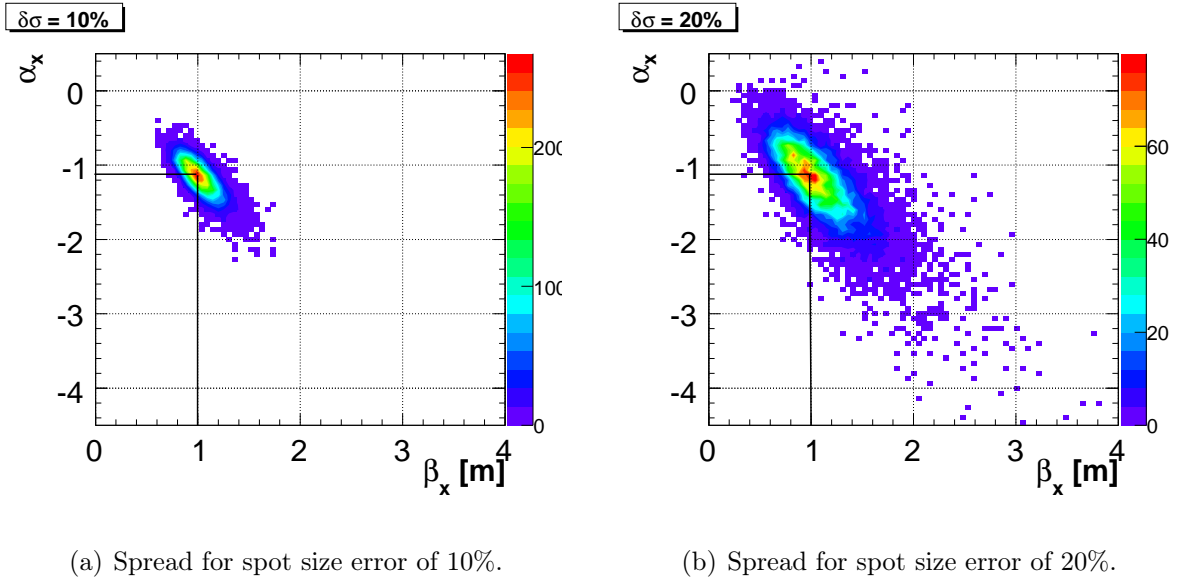 δσ = 10%
α_x
0
-1
-2
-3
-4
0 1 2 3 4
β_x [m]
200
100
0
(a) Spread for spot size error of 10%.
δσ = 20%
α_x
0
-1
-2
-3
-4
0 1 2 3 4
β_x [m]
60
40
20
0
(b) Spread for spot size error of 20%.